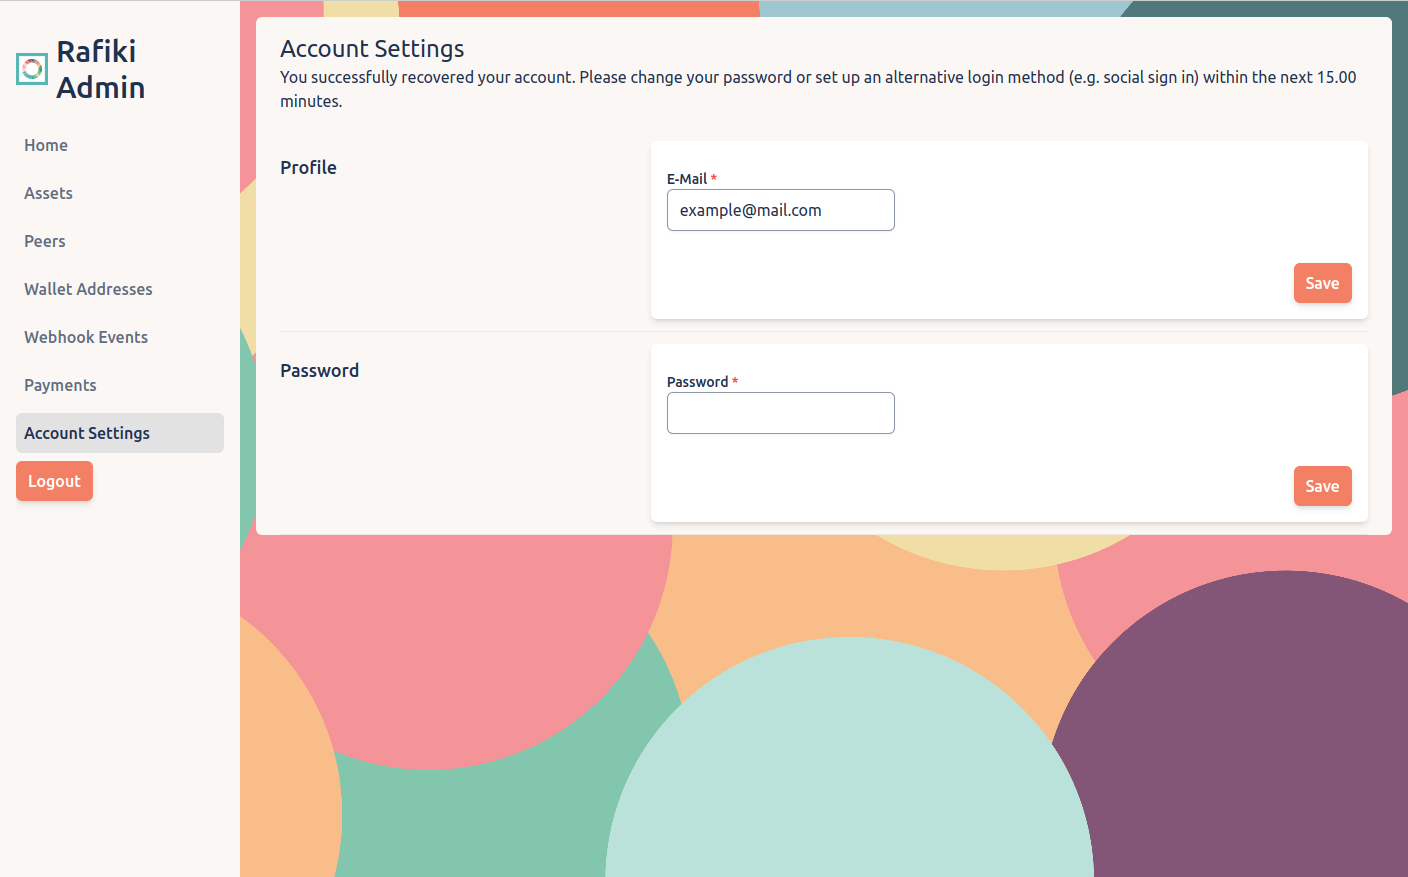 Rafiki
Admin
Home
Assets
Peers
Wallet Addresses
Webhook Events
Payments
Account Settings
Logout
Account Settings
You successfully recovered your account. Please change your password or set up an alternative login method (e.g. social sign in) within the next 15.00
minutes.
Profile
E-Mail *
example@mail.com
Save
Password
Password *
Save